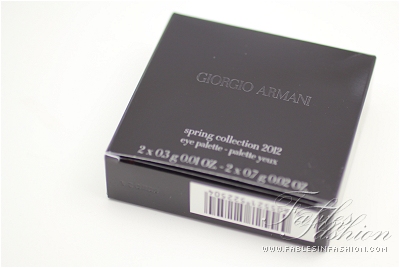 GIORGIO ARMANI
spring collection 2012
eye palette - palette yeux
2 x 0.3 g 0.01 OZ. - 2 x 0.7 g 0.02 OZ.
Fables in Fashion
WWW.FABLESINFASHION.COM